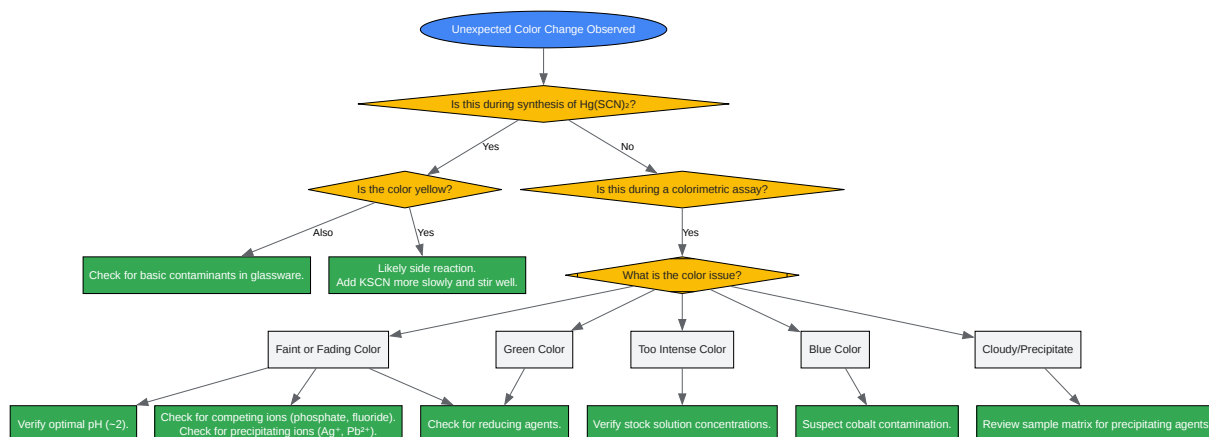 Unexpected Color Change Observed
Is this during synthesis of Hg(SCN)₂?
Yes
No
Is the color yellow?
Is this during a colorimetric assay?
Also
Yes
Yes
Check for basic contaminants in glassware.
Likely side reaction.
Add KSCN more slowly and stir well.
What is the color issue?
Faint or Fading Color
Green Color
Too Intense Color
Blue Color
Cloudy/Precipitate
Verify optimal pH (~2).
Check for competing ions (phosphate, fluoride).
Check for precipitating ions (Ag⁺, Pb²⁺).
Check for reducing agents.
Verify stock solution concentrations.
Suspect cobalt contamination.
Review sample matrix for precipitating agents